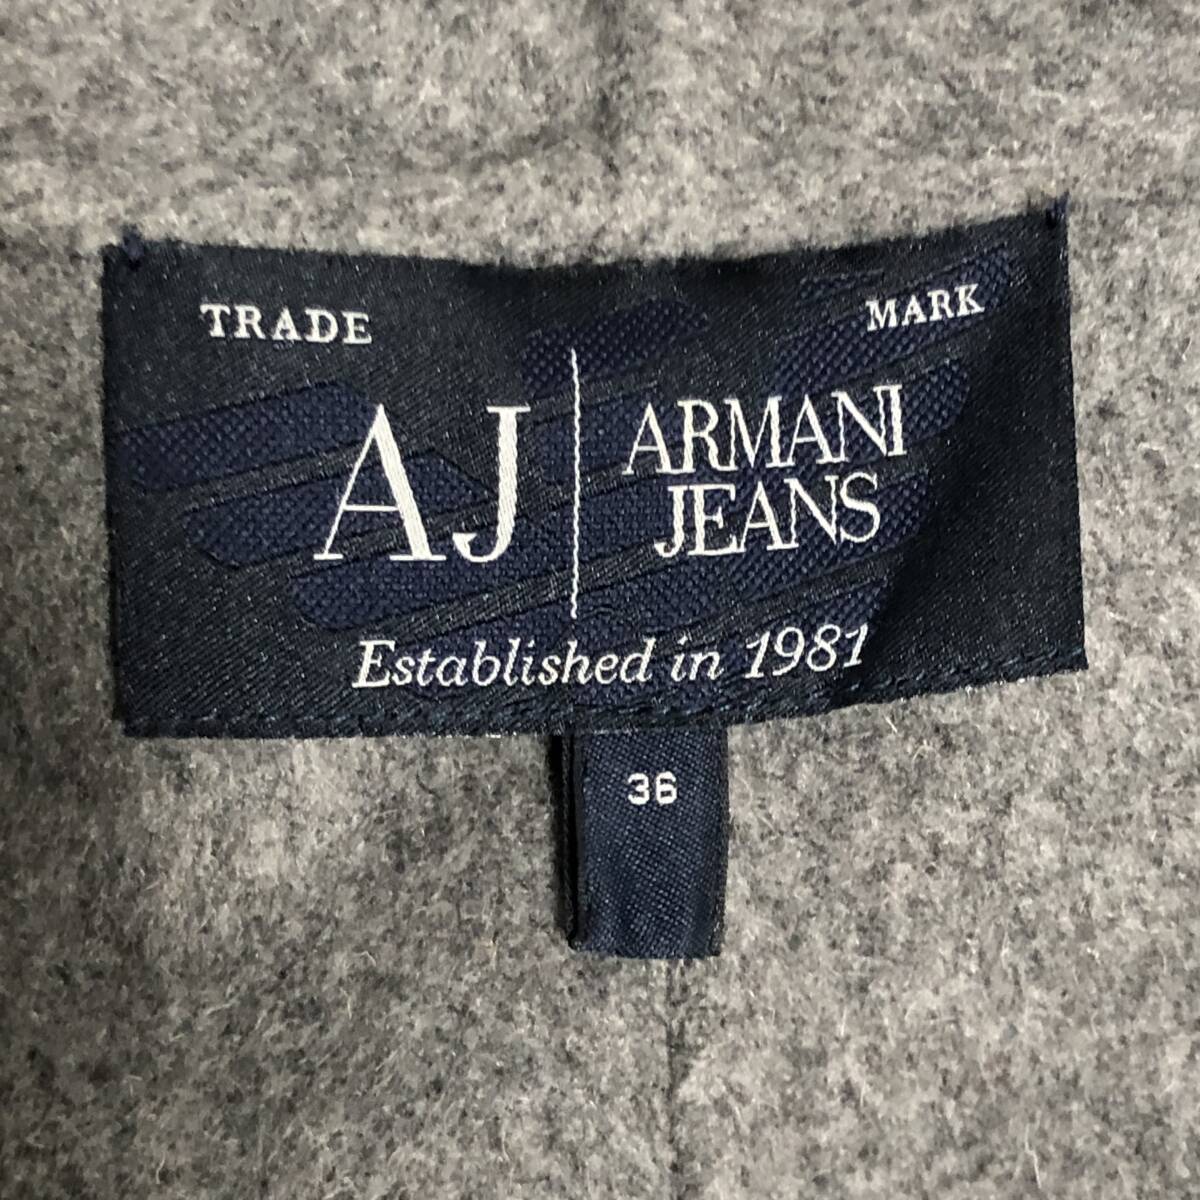 TRADE MARK
AJ ARMANI
JEANS
Established in 1981
36